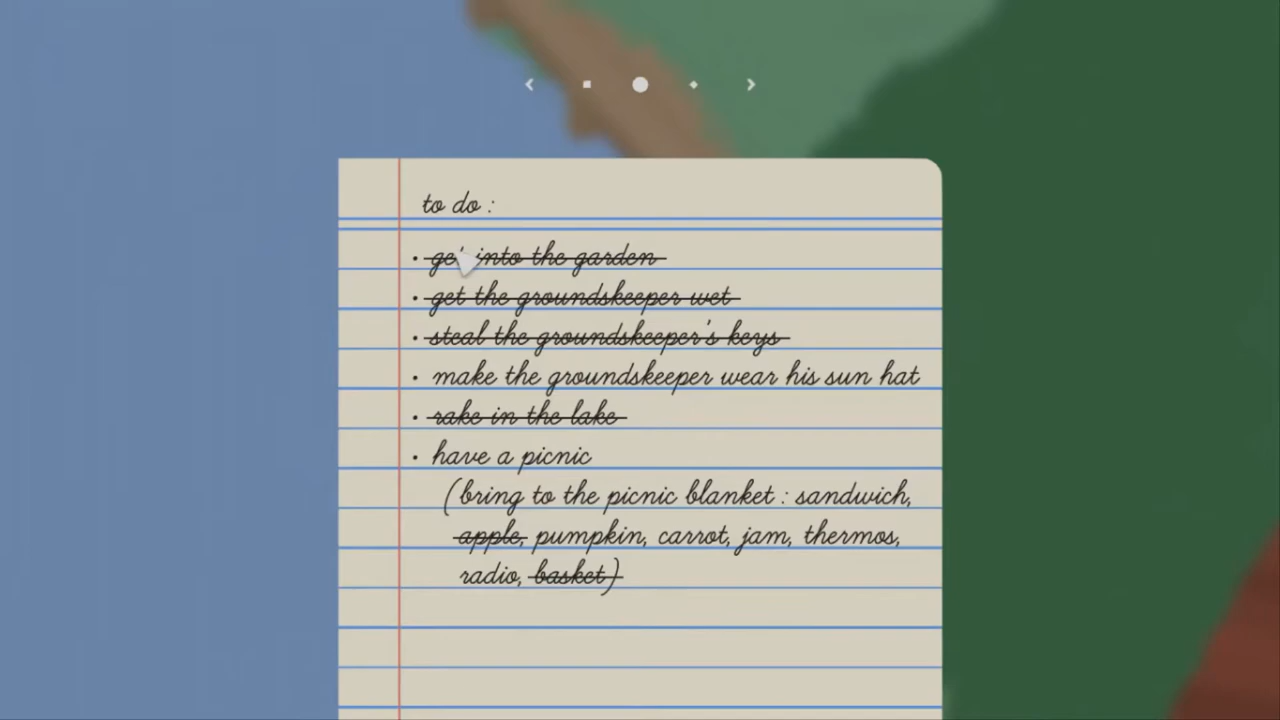 to do :
• get into the garden
• get the groundskeeper wet
• steal the groundskeeper's keys
• make the groundskeeper wear his sun hat
• rake in the lake
• have a picnic
(bring to the picnic blanket : sandwich,
apple, pumpkin, carrot, jam, thermos,
radio, basket)